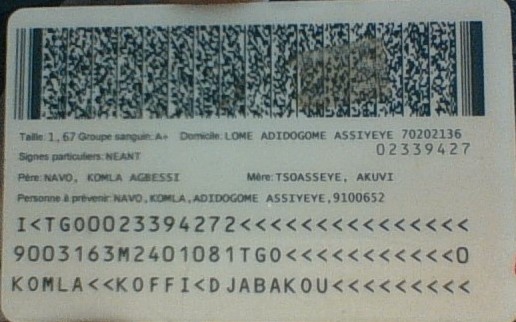 Taille: 1, 67 Groupe sanguin: A+ Domicile: LOME ADIDOGOME ASSIYEYE 70202136
02339427
Signes particuliers: NEANT
Père: NAVO, KOMLA AGBESSI Mère: TSOASSEYE, AKUVI
Personne à prévenir: NAVO,KOMLA,ADIDOGOME ASSIYEYE,9100652
I<TGO0023394272<<<<<<<<<<<<<<<
9003163M2401081TGO<<<<<<<<<<<0
KOMLA<<KOFFI<DJABAKOU<<<<<<<<<